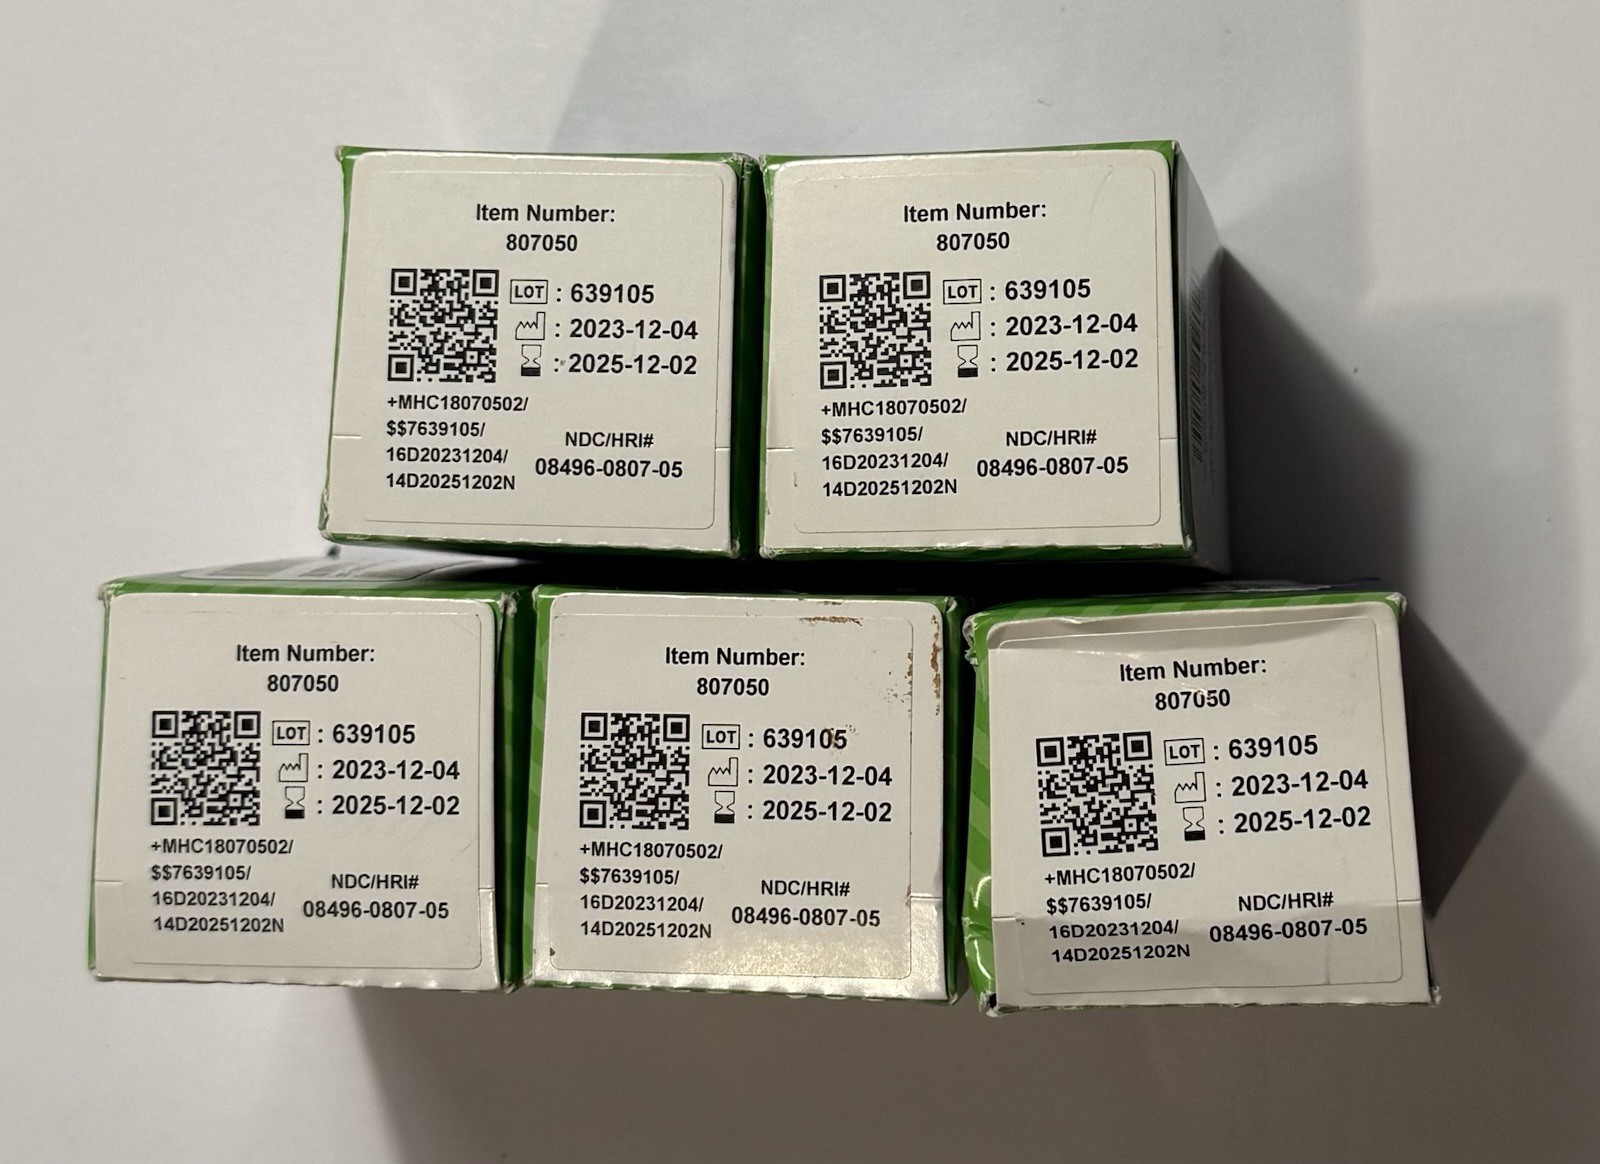 Item Number:
807050
LOT : 639105
: 2023-12-04
: 2025-12-02
+MHC18070502/
$$7639105/
16D20231204/
14D20251202N
NDC/HRI#
08496-0807-05
Item Number:
807050
LOT : 639105
: 2023-12-04
: 2025-12-02
+MHC18070502/
$$7639105/
16D20231204/
14D20251202N
NDC/HRI#
08496-0807-05
Item Number:
807050
LOT : 639105
: 2023-12-04
: 2025-12-02
+MHC18070502/
$$7639105/
16D20231204/
14D20251202N
NDC/HRI#
08496-0807-05
Item Number:
807050
LOT : 639105
: 2023-12-04
: 2025-12-02
+MHC18070502/
$$7639105/
16D20231204/
14D20251202N
NDC/HRI#
08496-0807-05
Item Number:
807050
LOT : 639105
: 2023-12-04
: 2025-12-02
+MHC18070502/
$$7639105/
16D20231204/
14D20251202N
NDC/HRI#
08496-0807-05